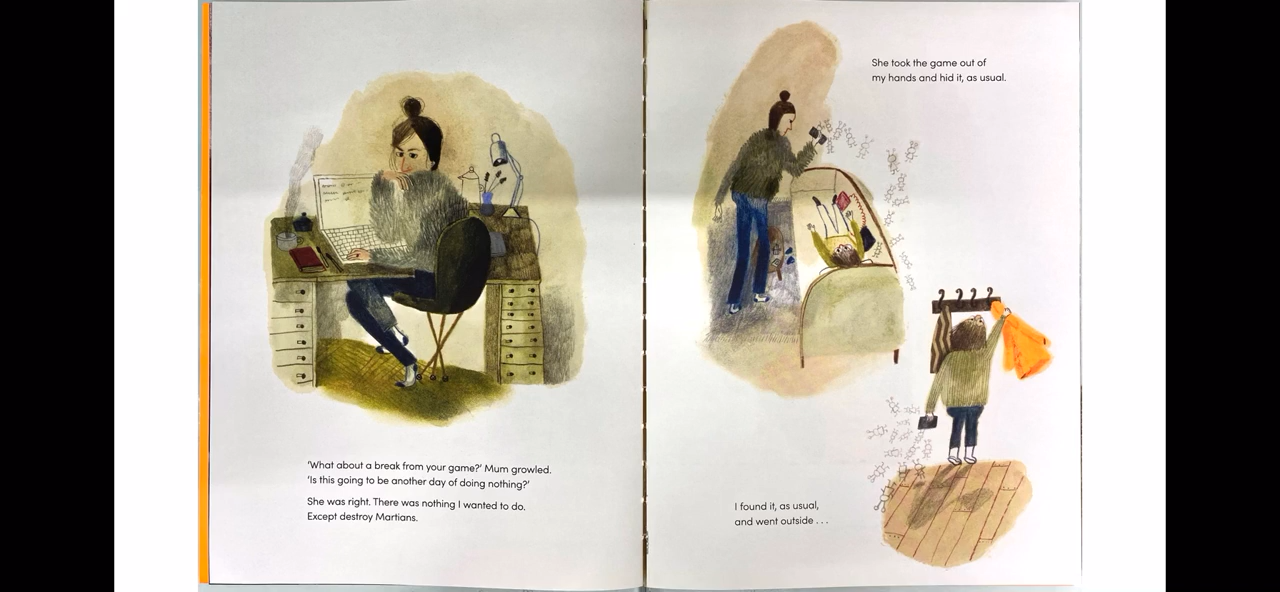 ‘What about a break from your game?’ Mum growled.
‘Is this going to be another day of doing nothing?’
She was right. There was nothing I wanted to do.
Except destroy Martians.
She took the game out of
my hands and hid it, as usual.
I found it, as usual,
and went outside . . .